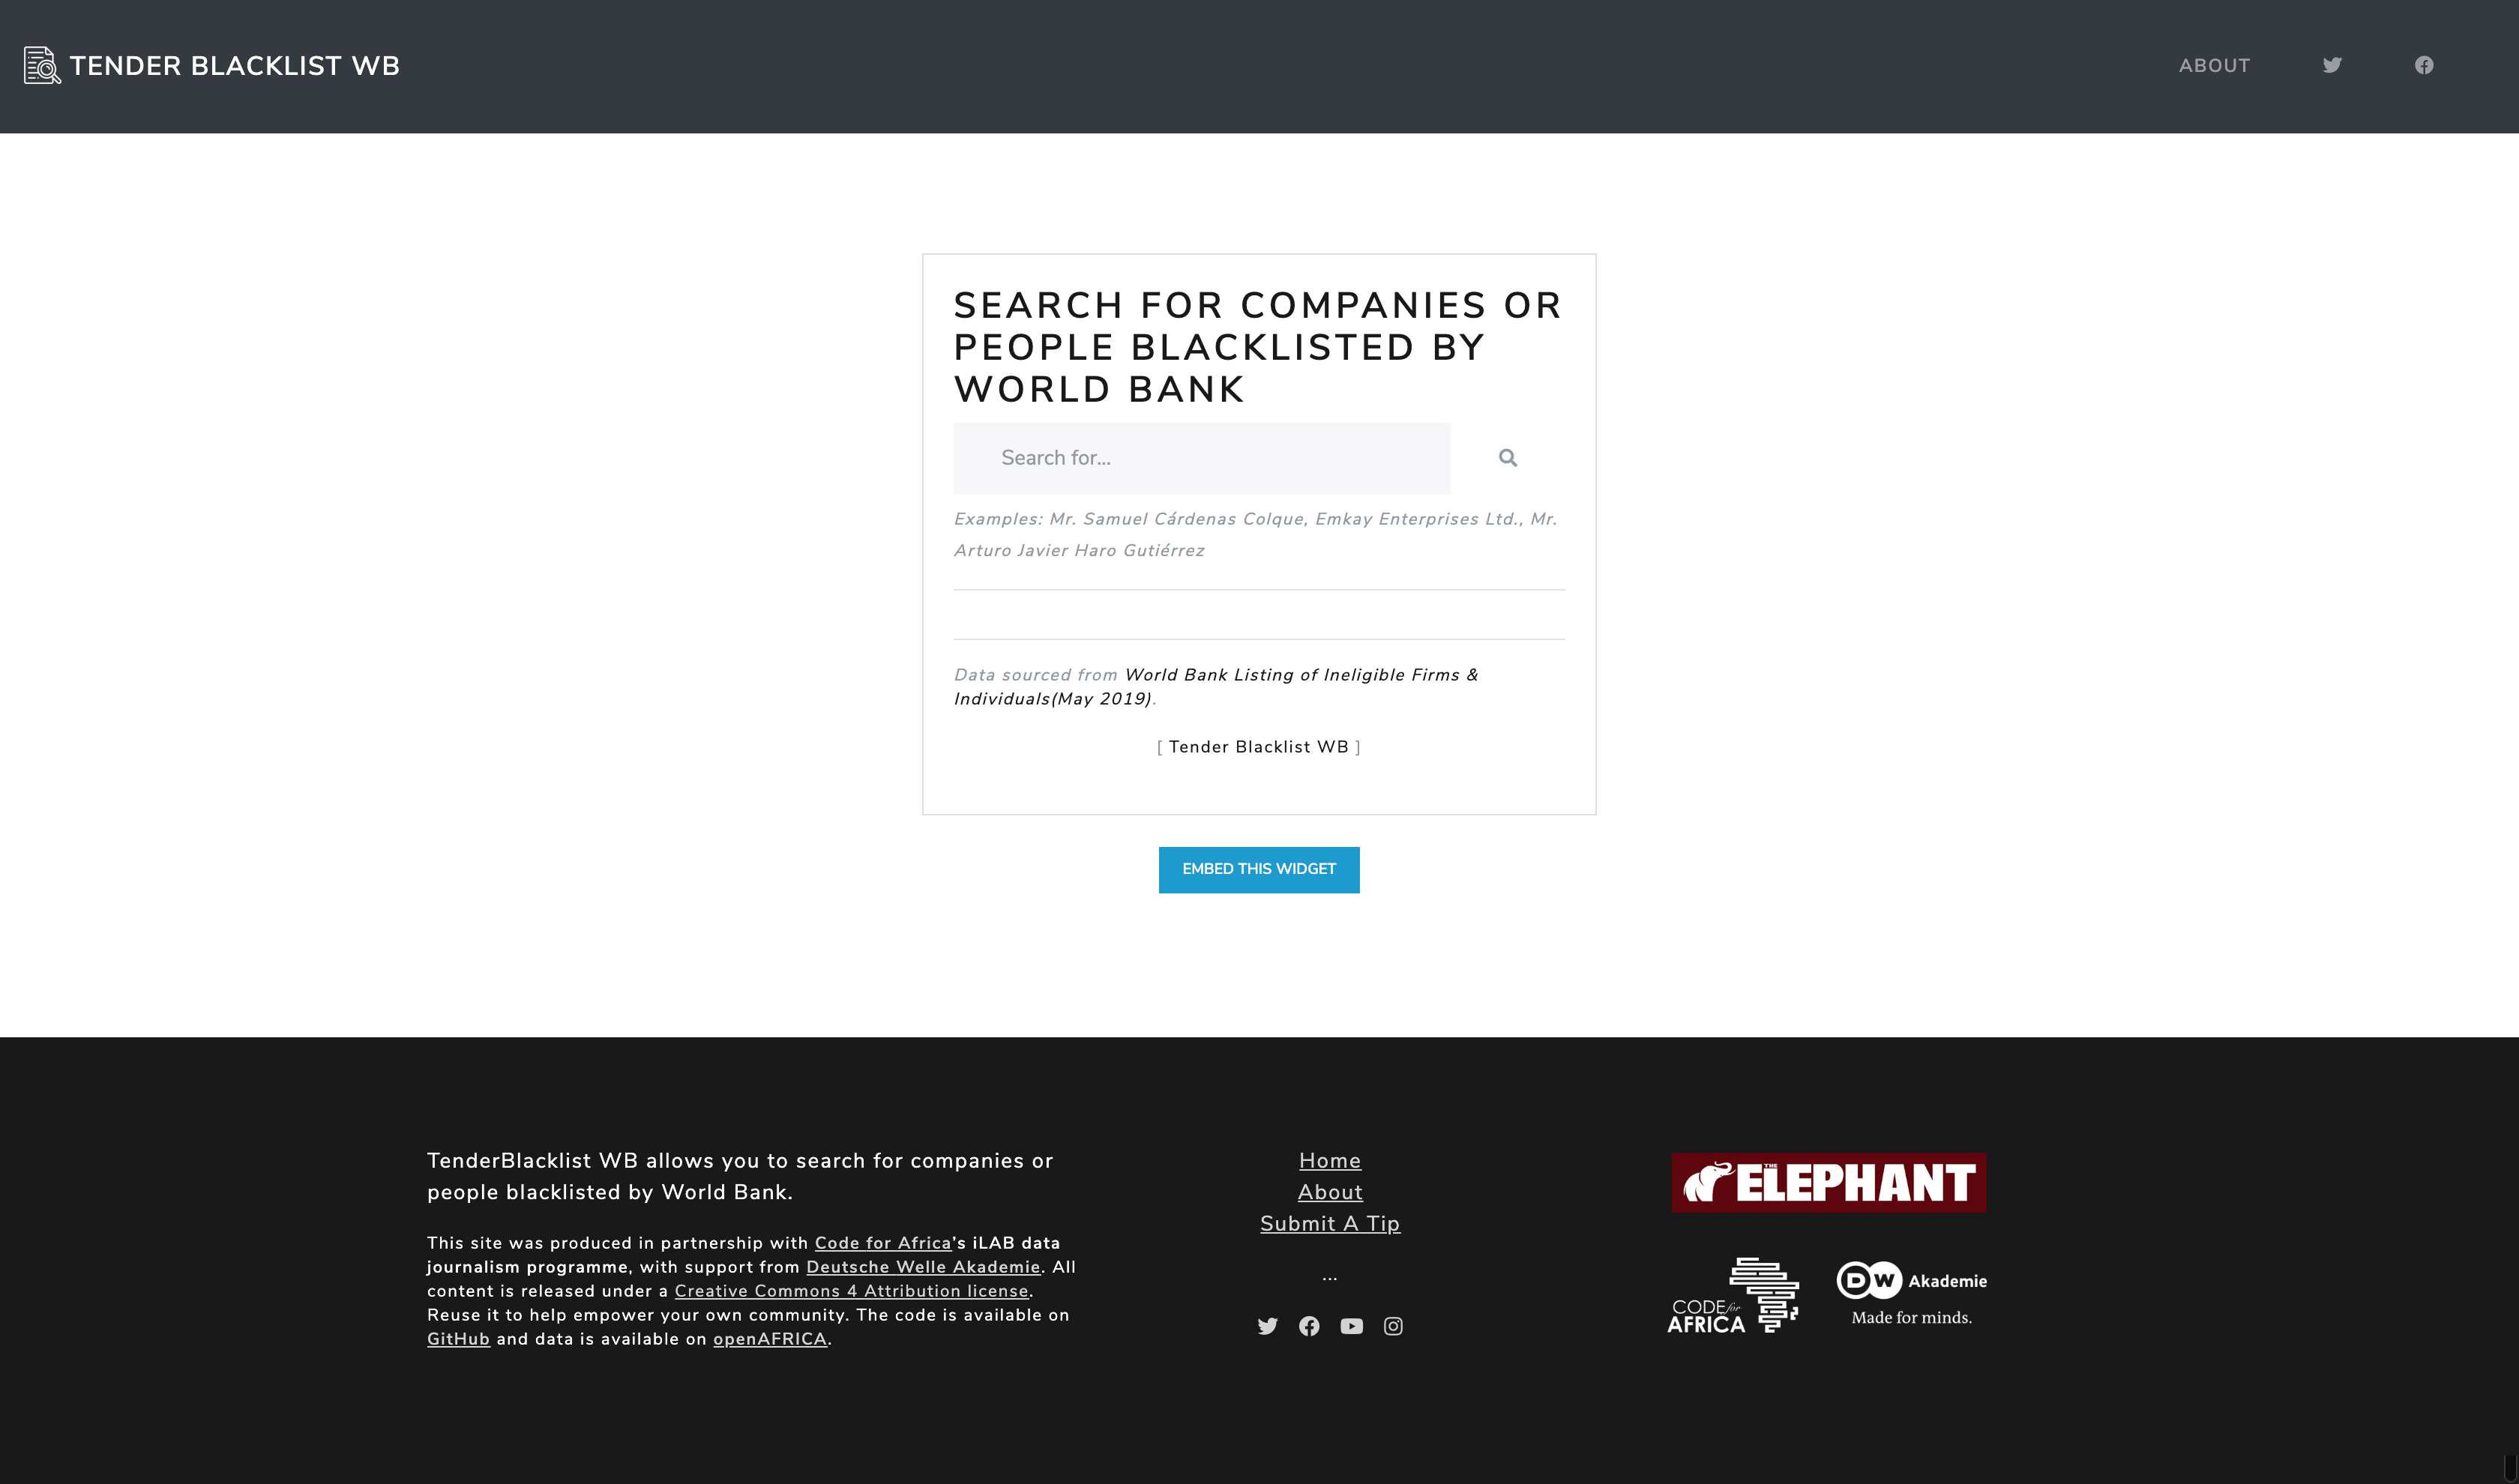 TENDER BLACKLIST WB
ABOUT
SEARCH FOR COMPANIES OR
PEOPLE BLACKLISTED BY
WORLD BANK
Search for...
Examples: Mr. Samuel Cárdenas Colque, Emkay Enterprises Ltd., Mr.
Arturo Javier Haro Gutiérrez
Data sourced from World Bank Listing of Ineligible Firms &
Individuals(May 2019).
[ Tender Blacklist WB ]
EMBED THIS WIDGET
TenderBlacklist WB allows you to search for companies or
people blacklisted by World Bank.
This site was produced in partnership with Code for Africa's iLAB data
journalism programme, with support from Deutsche Welle Akademie. All
content is released under a Creative Commons 4 Attribution license.
Reuse it to help empower your own community. The code is available on
GitHub and data is available on openAFRICA.
Home
About
Submit A Tip
...
THE ELEPHANT
CODE for
AFRICA
DW Akademie
Made for minds.